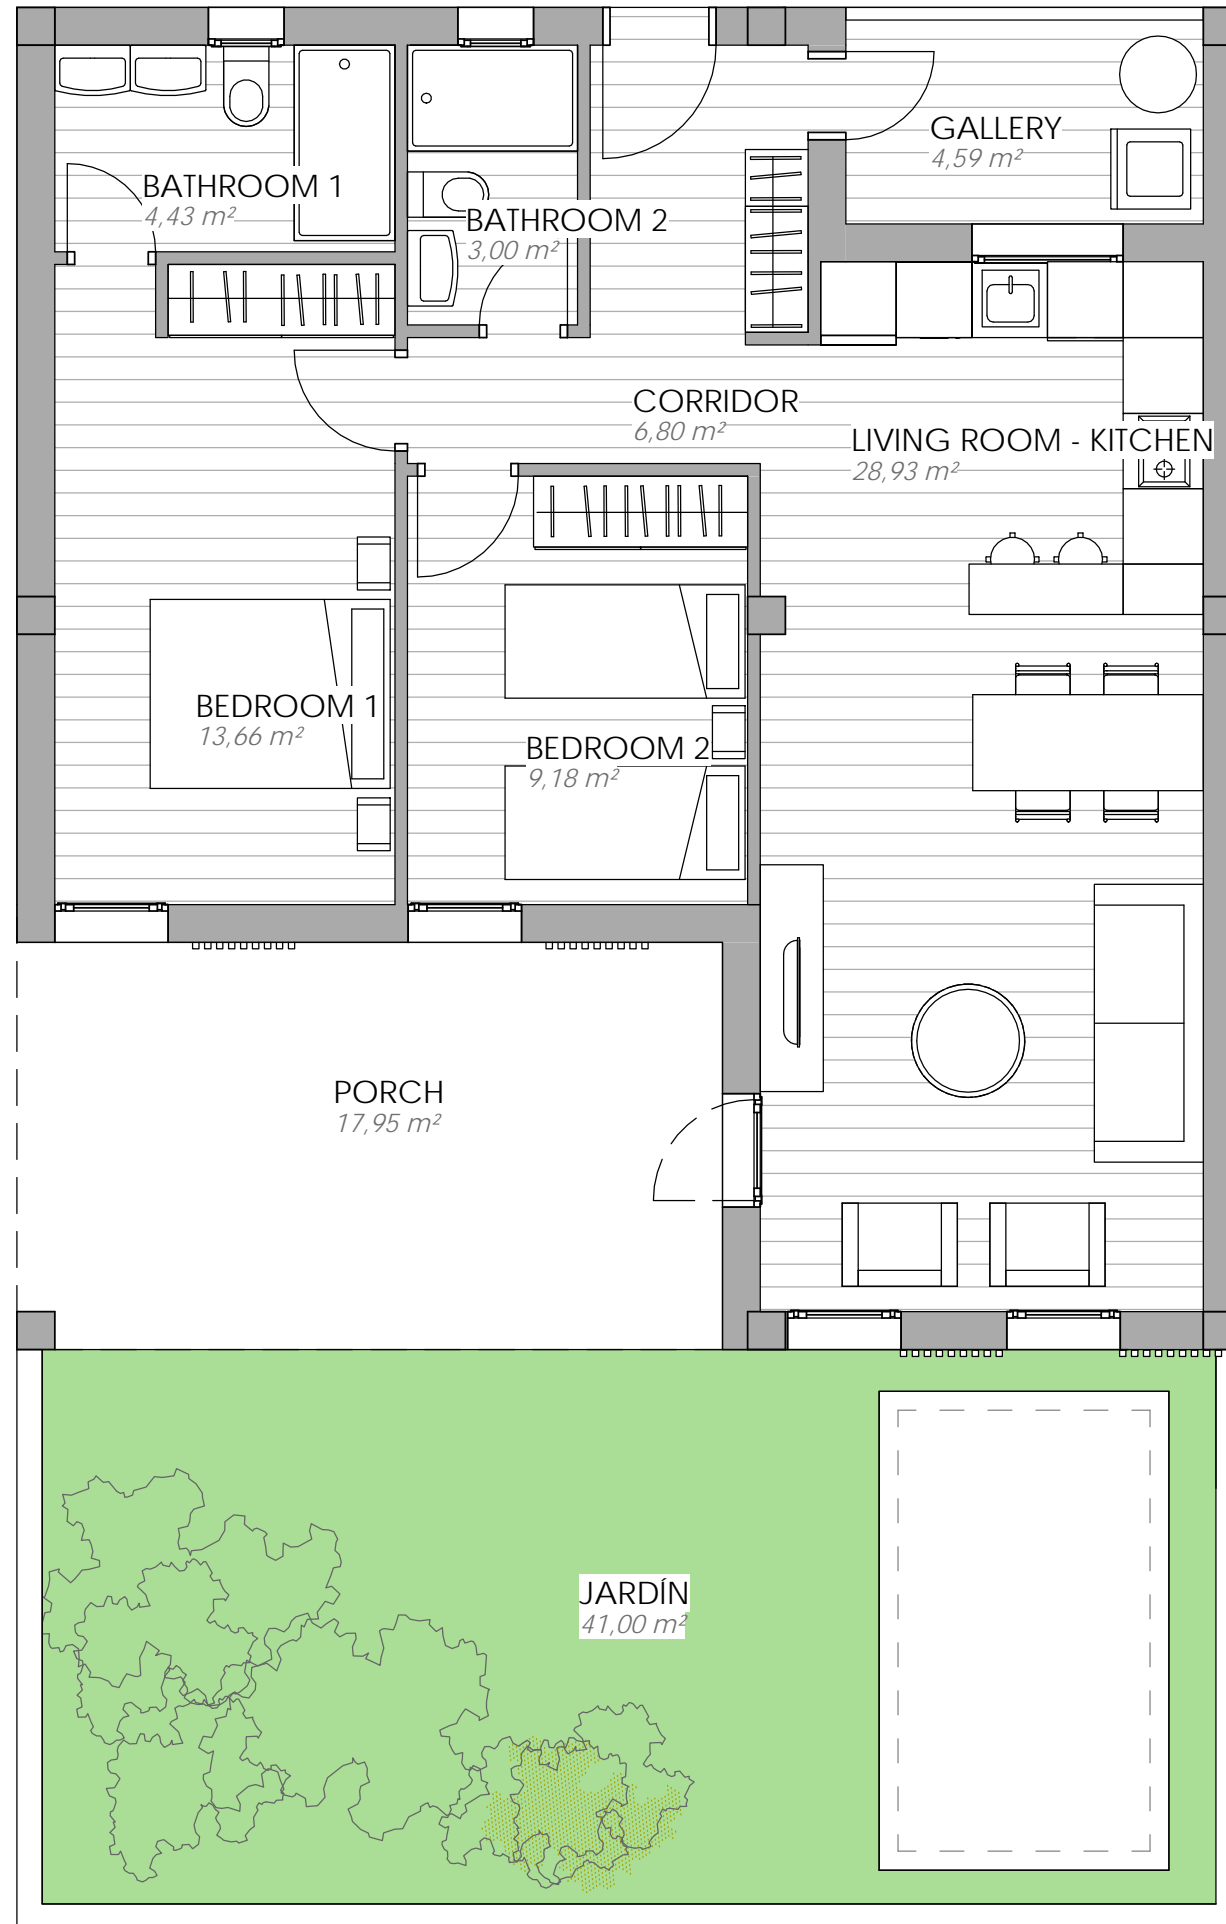 GALLERY
4,59 m²
BATHROOM 1
4,43 m²
BATHROOM 2
3,00 m²
CORRIDOR
6,80 m²
LIVING ROOM - KITCHEN
28,93 m²
BEDROOM 1
13,66 m²
BEDROOM 2
9,18 m²
PORCH
17,95 m²
JARDÍN
41,00 m²